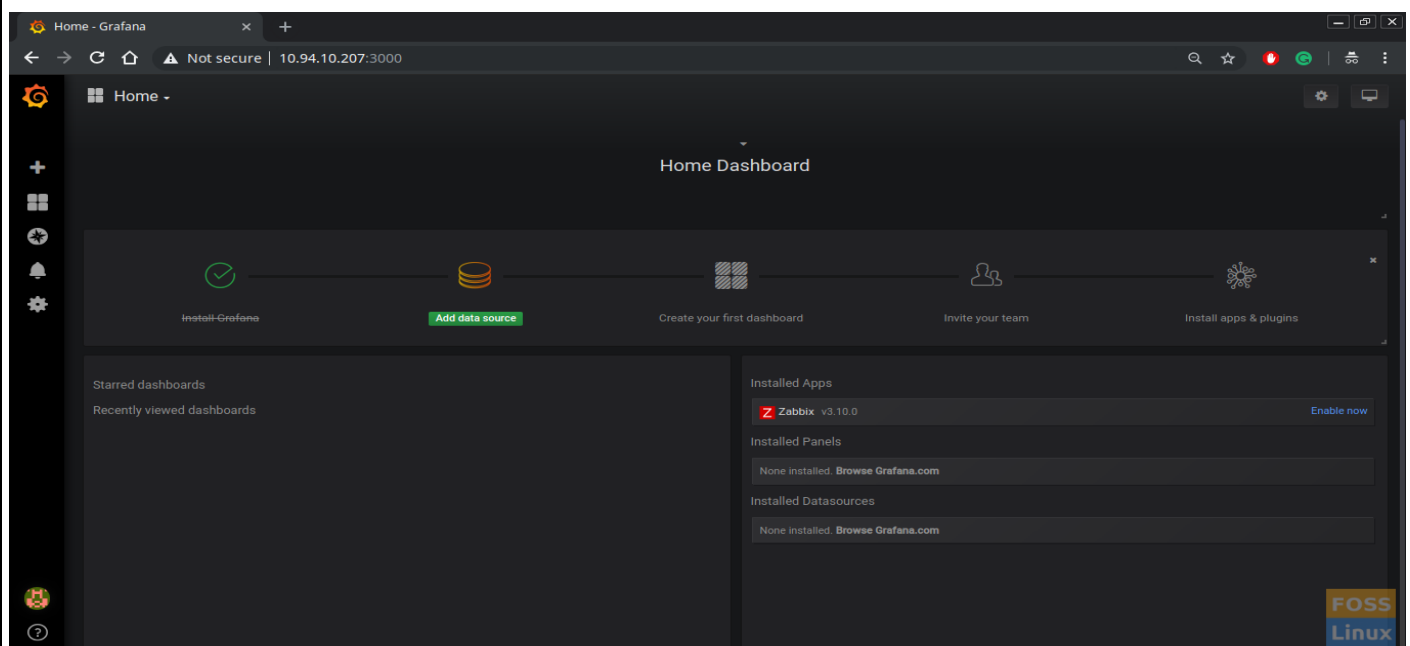 Home - Grafana
Not secure | 10.94.10.207:3000
Home
Home Dashboard
Install Grafana
Add data source
Create your first dashboard
Invite your team
Install apps & plugins
Starred dashboards
Recently viewed dashboards
Installed Apps
Z Zabbix v3.10.0 Enable now
Installed Panels
None installed. Browse Grafana.com
Installed Datasources
None installed. Browse Grafana.com
FOSS
Linux